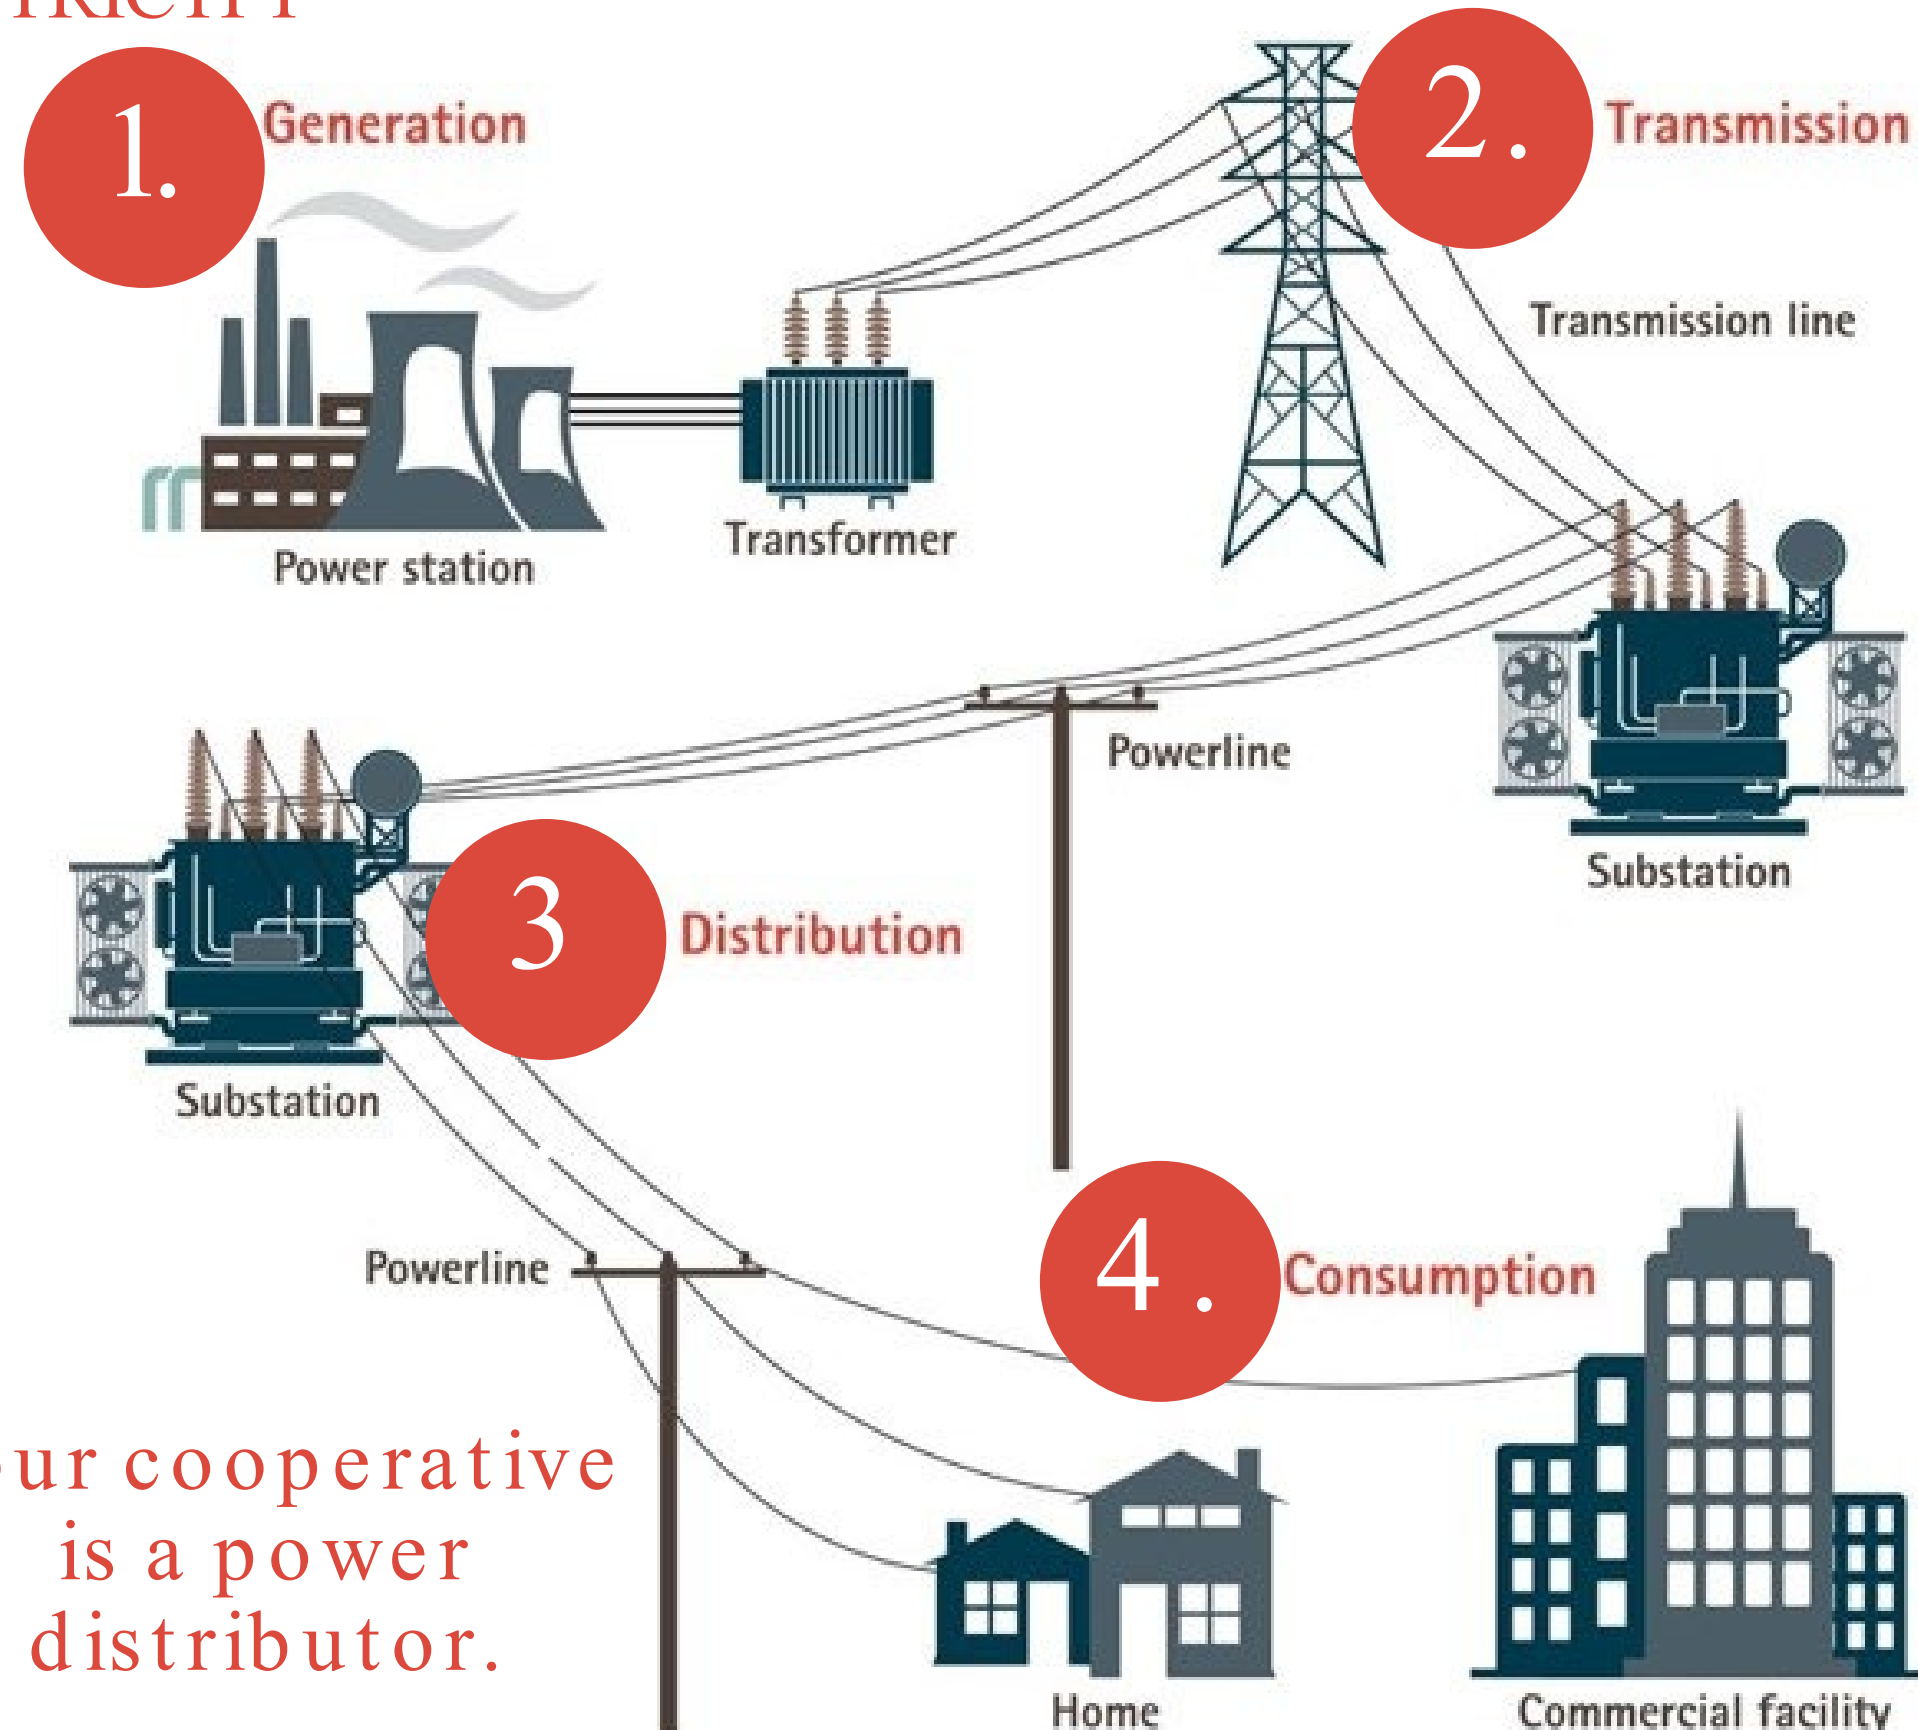 1.
Generation
2.
Transmission
Transmission line
Transformer
Power station
Powerline
Substation
3
Distribution
Substation
Powerline
4.
Consumption
cooperative
is a power
distributor.
Home
Commercial facility